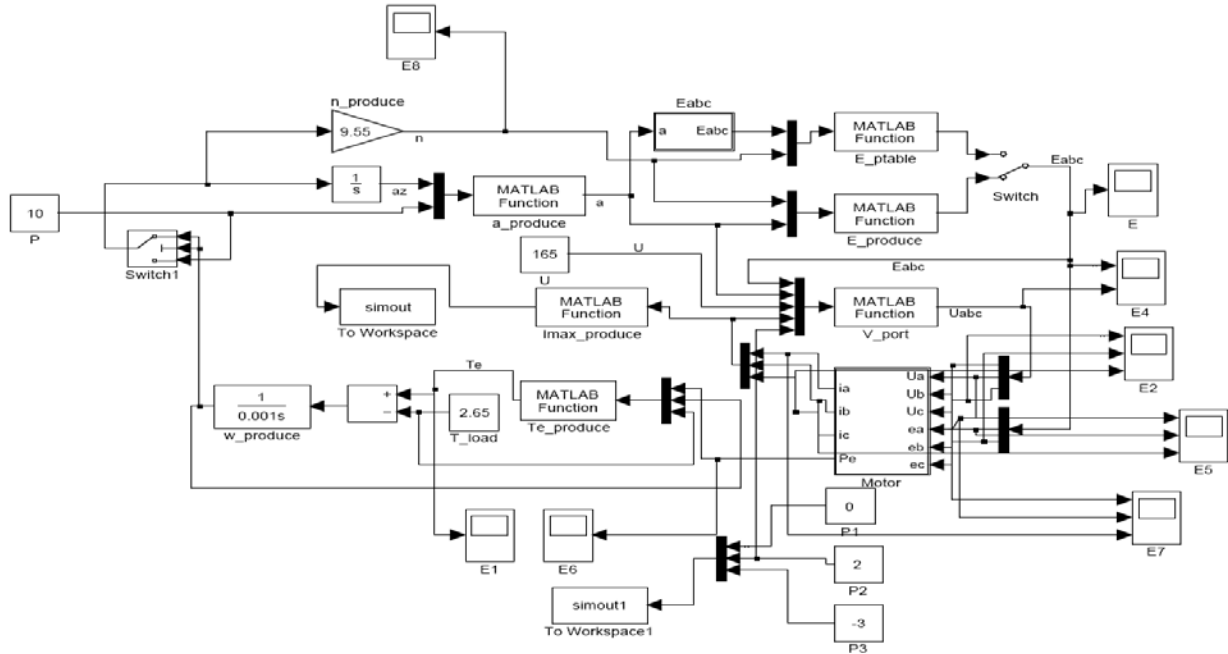 E8
n_produce
9.55
n
Eabc
a
Eabc
MATLAB
Function
E_ptable
Eabc
Switch
E
10
P
1
s
az
MATLAB
Function
a_produce
a
MATLAB
Function
E_produce
Switch1
165
U
U
Eabc
simout
To Workspace
MATLAB
Function
Imax_produce
MATLAB
Function
V_port
Uabc
E4
E2
Te
1
0.001s
w_produce
+
−
2.65
T_load
MATLAB
Function
Te_produce
ia
ib
ic
Pe
Ua
Ub
Uc
ea
eb
ec
Motor
E5
E1
E6
0
P1
E7
2
P2
simout1
To Workspace1
-3
P3